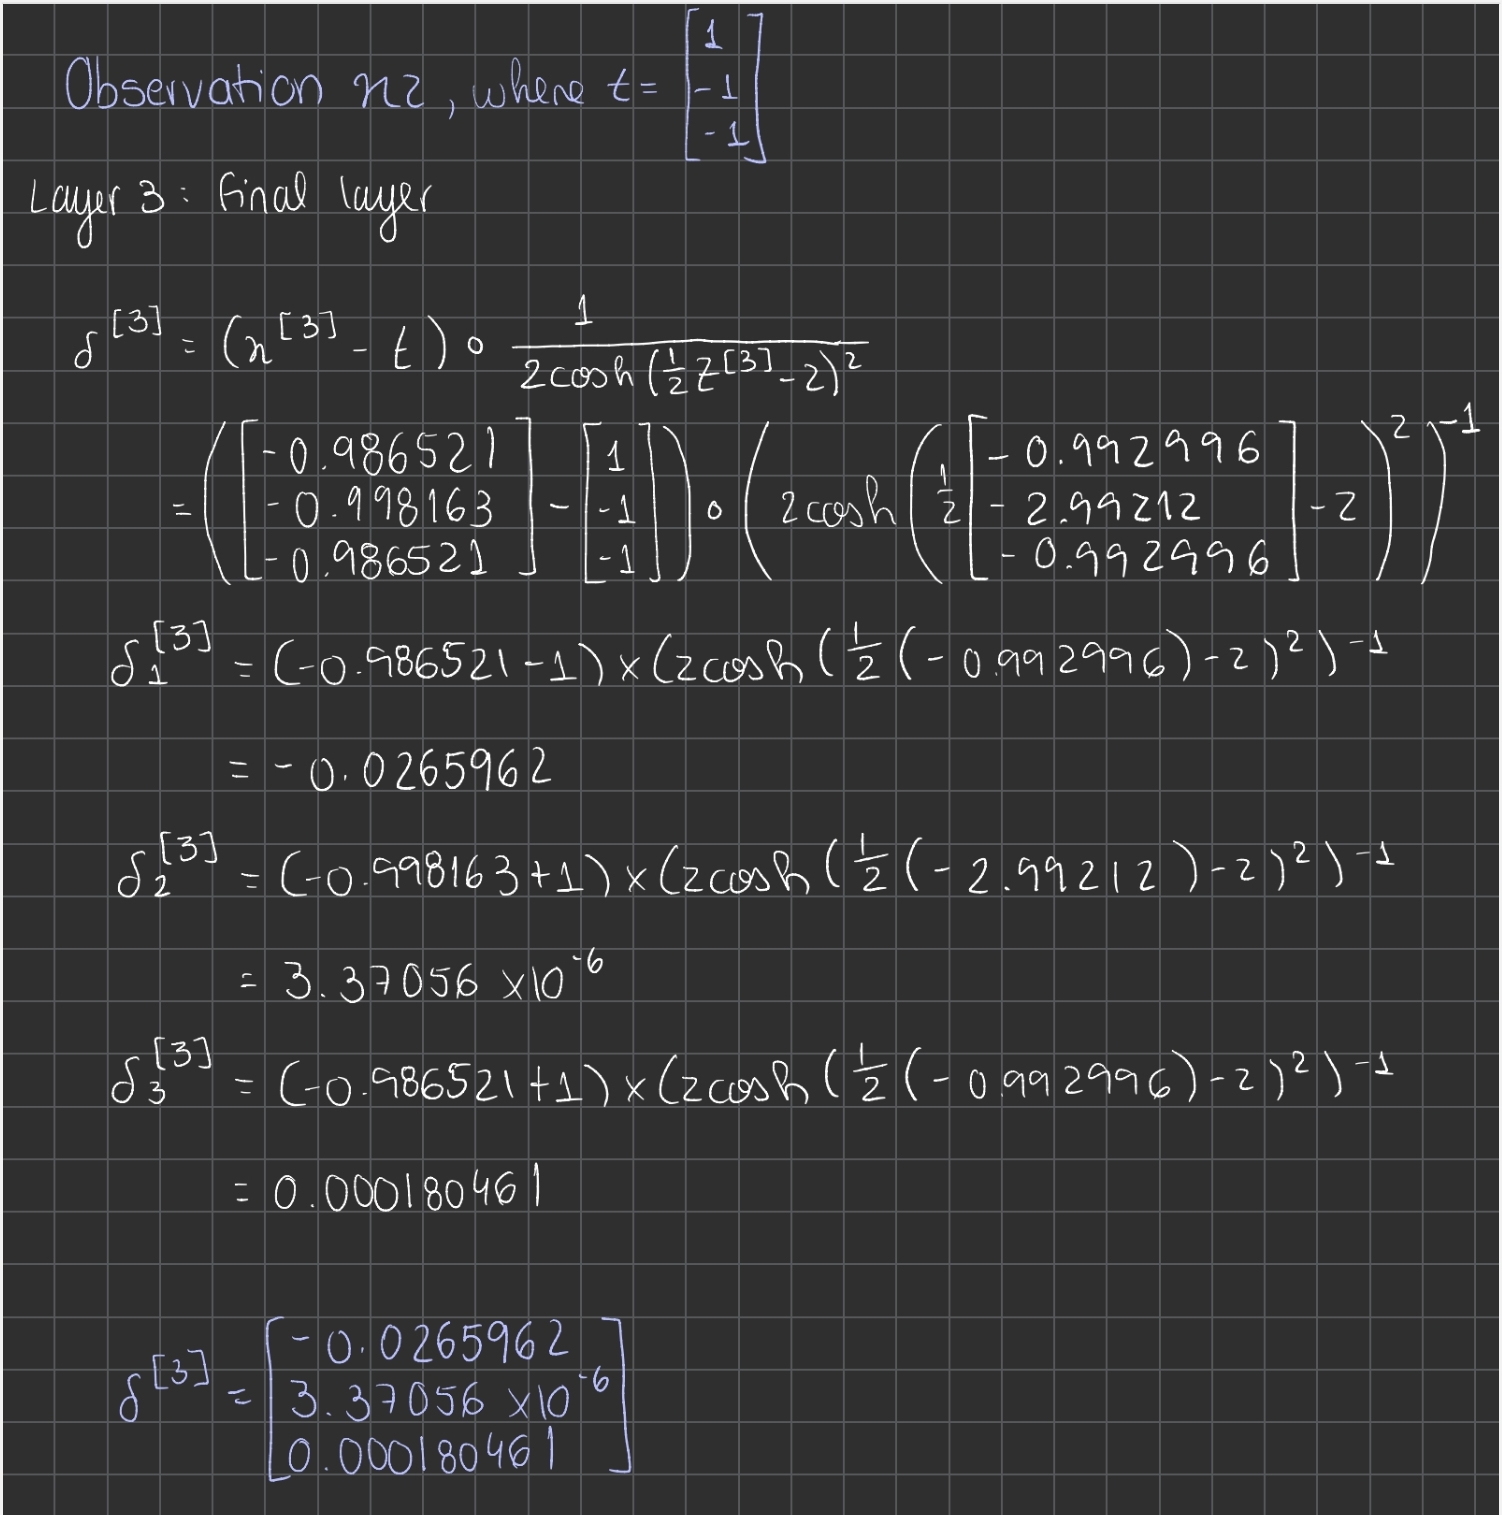 Observation x2, where t = [1 -1 -1]
Layer 3: final layer
δ^[3] = (x^[3] - t) ∘ 1 / (2cosh(½ z^[3] - 2)^2)
= ([-0.986521 -0.998163 -0.986521] - [1 -1 -1]) ∘ (2cosh(½ [-0.992996 -2.99212 -0.992996] - 2)^2)^-1
δ_1^[3] = (-0.986521-1) × (2cosh(½(-0.992996)-2)^2)^-1
= -0.0265962
δ_2^[3] = (-0.998163+1) × (2cosh(½(-2.99212)-2)^2)^-1
= 3.37056 ×10^-6
δ_3^[3] = (-0.986521+1) × (2cosh(½(-0.992996)-2)^2)^-1
= 0.000180461
δ^[3] = [-0.0265962 3.37056 ×10^-6 0.000180461]